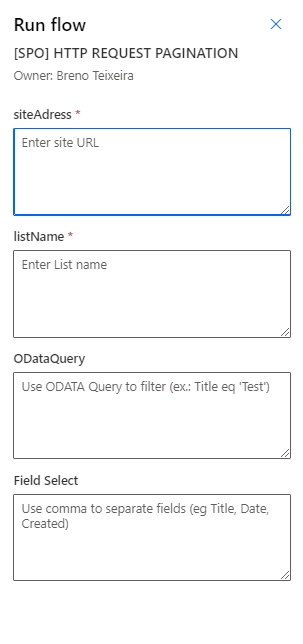 Run flow
[SPO] HTTP REQUEST PAGINATION
Owner: Breno Teixeira
siteAdress *
Enter site URL
listName *
Enter List name
ODataQuery
Use ODATA Query to filter (ex.: Title eq 'Test')
Field Select
Use comma to separate fields (eg Title, Date,
Created)